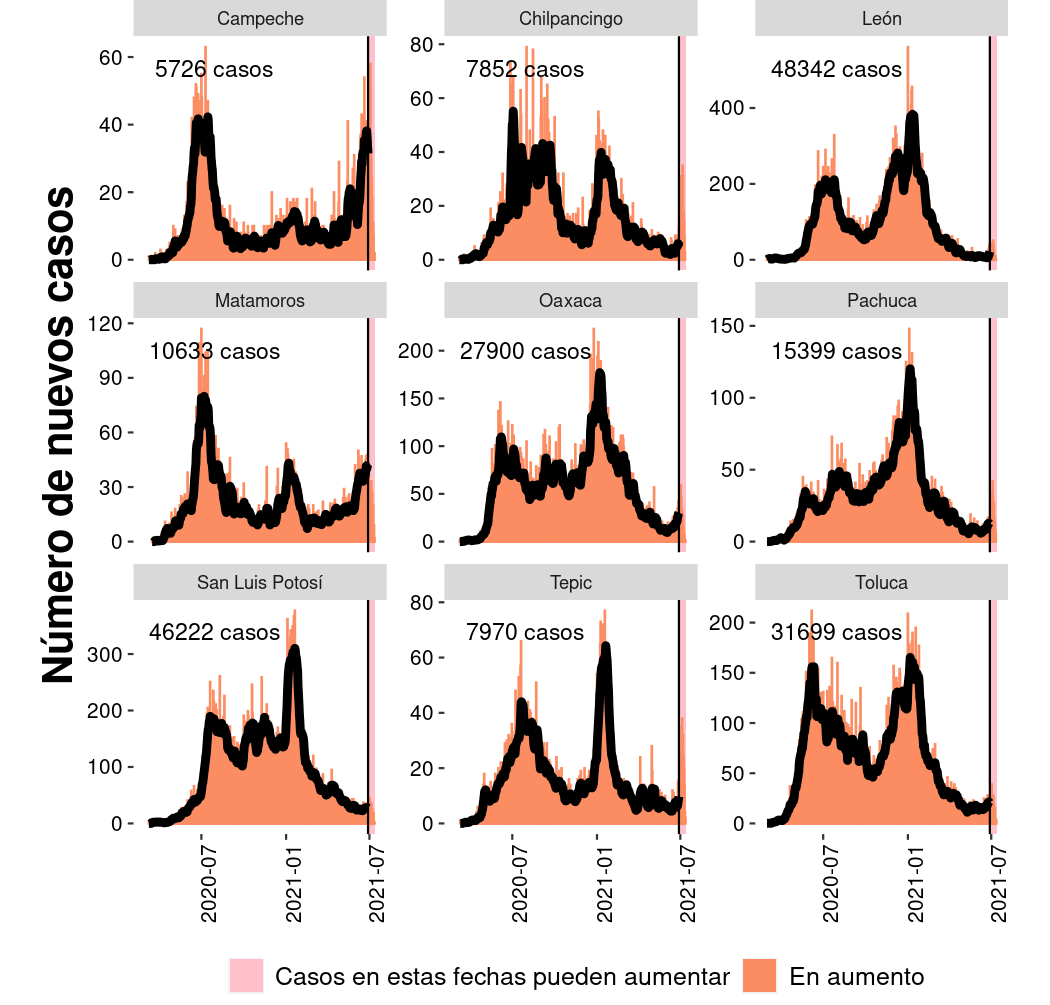 Número de nuevos casos
Campeche
Chilpancingo
León
60
40
20
0
5726 casos
80
60
40
20
0
7852 casos
400
200
0
48342 casos
Matamoros
Oaxaca
Pachuca
120
90
60
30
0
10633 casos
200
150
100
50
0
27900 casos
150
100
50
0
15399 casos
San Luis Potosí
Tepic
Toluca
300
200
100
0
46222 casos
80
60
40
20
0
7970 casos
200
150
100
50
0
31699 casos
2020-07
2021-01
2021-07
2020-07
2021-01
2021-07
2020-07
2021-01
2021-07
Casos en estas fechas pueden aumentar
En aumento